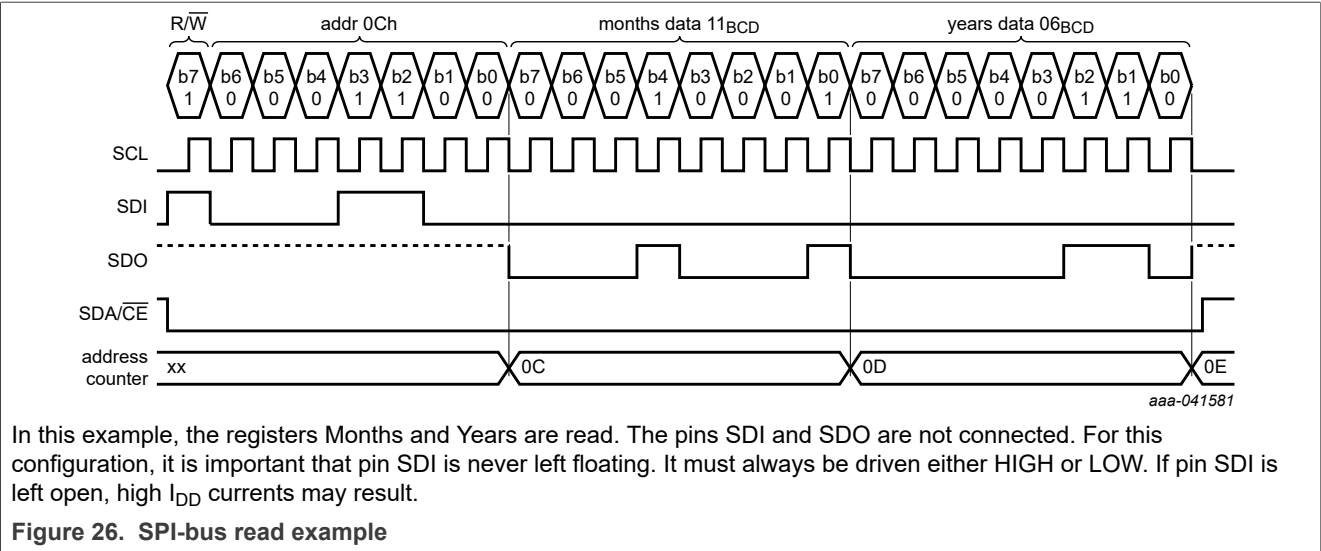 R/W addr 0Ch months data 11BCD years data 06BCD
b7 b6 b5 b4 b3 b2 b1 b0 b7 b6 b5 b4 b3 b2 b1 b0 b7 b6 b5 b4 b3 b2 b1 b0
1 0 0 0 1 1 0 0 0 0 0 1 0 0 0 1 0 0 0 0 0 1 1 0
SCL
SDI
SDO
SDA/CE
address
counter
xx 0C 0D 0E
aaa-041581
In this example, the registers Months and Years are read. The pins SDI and SDO are not connected. For this
configuration, it is important that pin SDI is never left floating. It must always be driven either HIGH or LOW. If pin SDI is
left open, high IDD currents may result.
Figure 26. SPI-bus read example